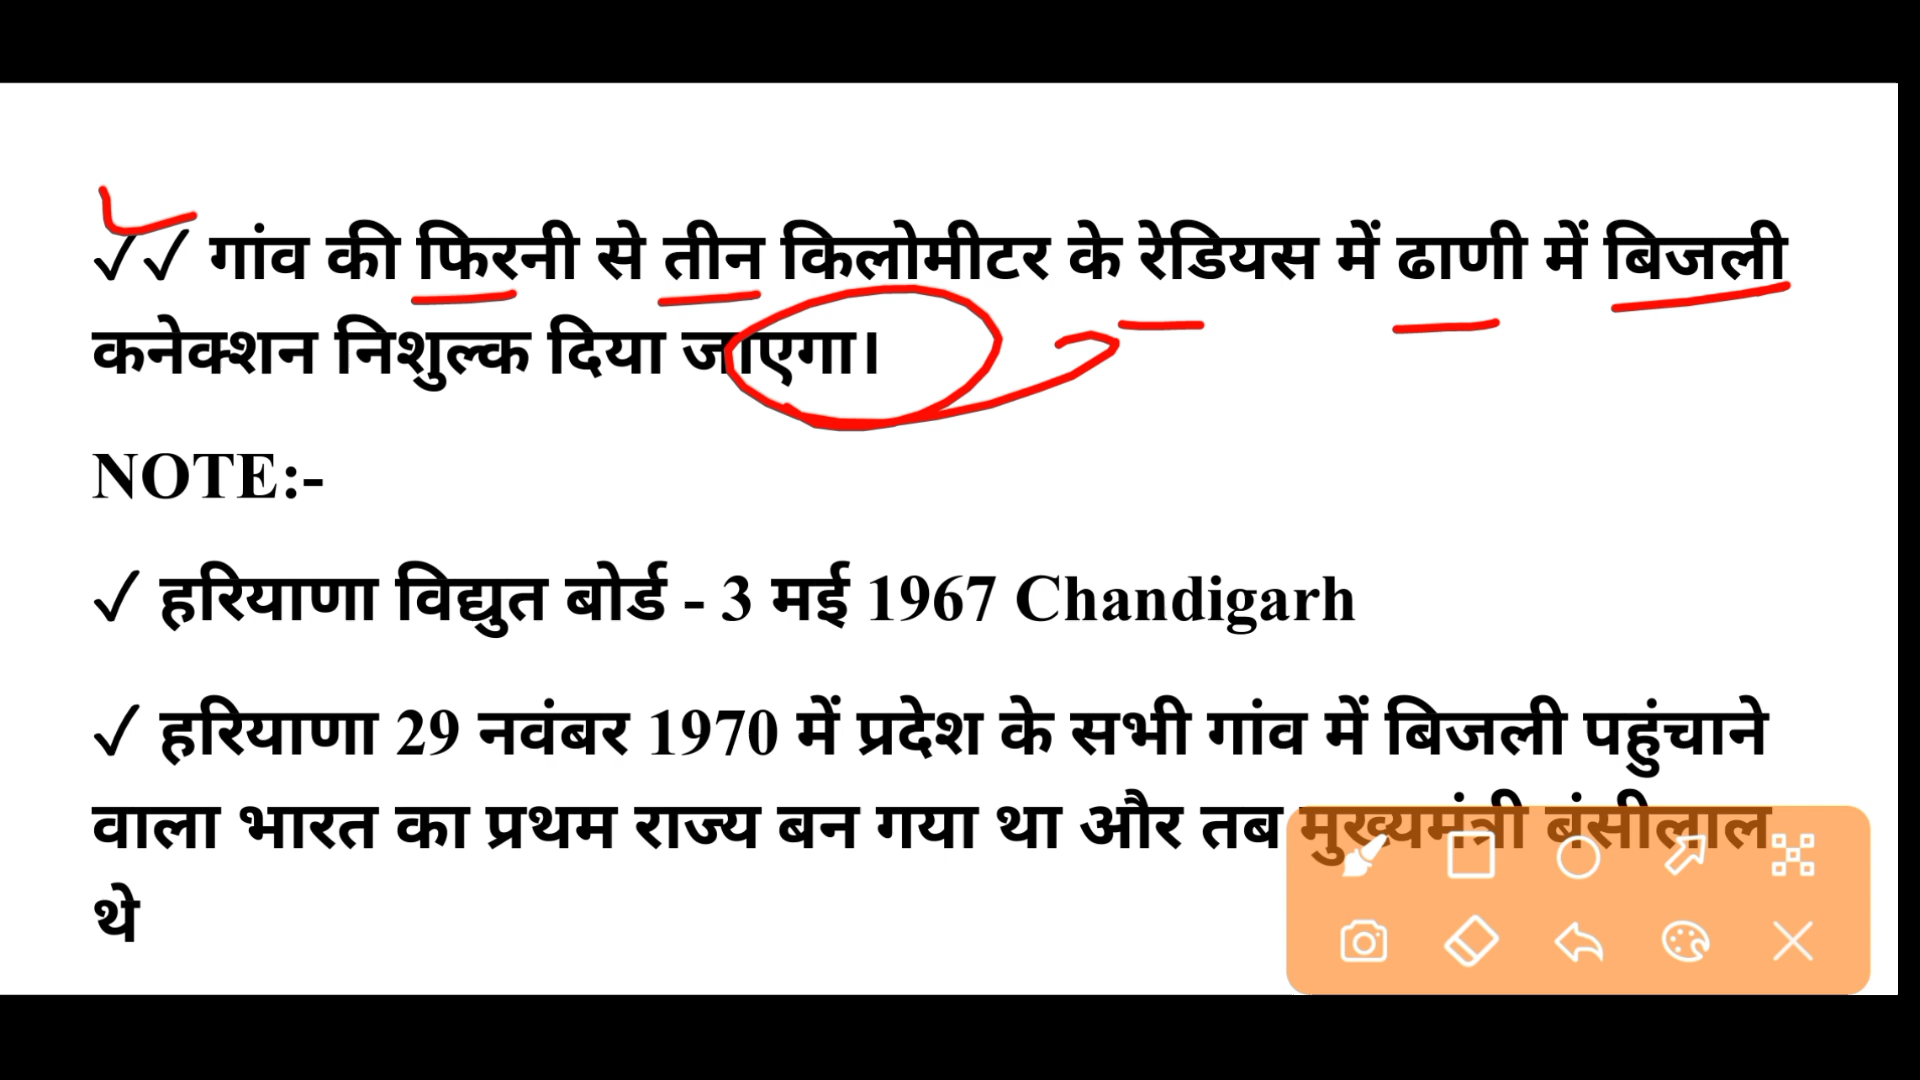 ✓✓ गांव की फिरनी से तीन किलोमीटर के रेडियस में ढाणी में बिजली
कनेक्शन निशुल्क दिया जाएगा।
NOTE:-
✓ हरियाणा विद्युत बोर्ड - 3 मई 1967 Chandigarh
✓ हरियाणा 29 नवंबर 1970 में प्रदेश के सभी गांव में बिजली पहुंचाने
वाला भारत का प्रथम राज्य बन गया था और तब मुख्यमंत्री बंसीलाल
थे